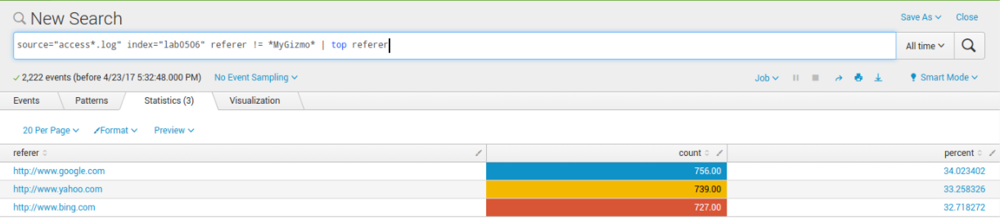 New Search
Save As Close
source="access*.log" index="lab0506" referer != *MyGizmo* | top referer
All time
2,222 events (before 4/23/17 5:32:48.000 PM) No Event Sampling
Job Smart Mode
Events Patterns Statistics (3) Visualization
20 Per Page Format Preview
referer count percent
http://www.google.com 756.00 34.023402
http://www.yahoo.com 739.00 33.258326
http://www.bing.com 727.00 32.718272